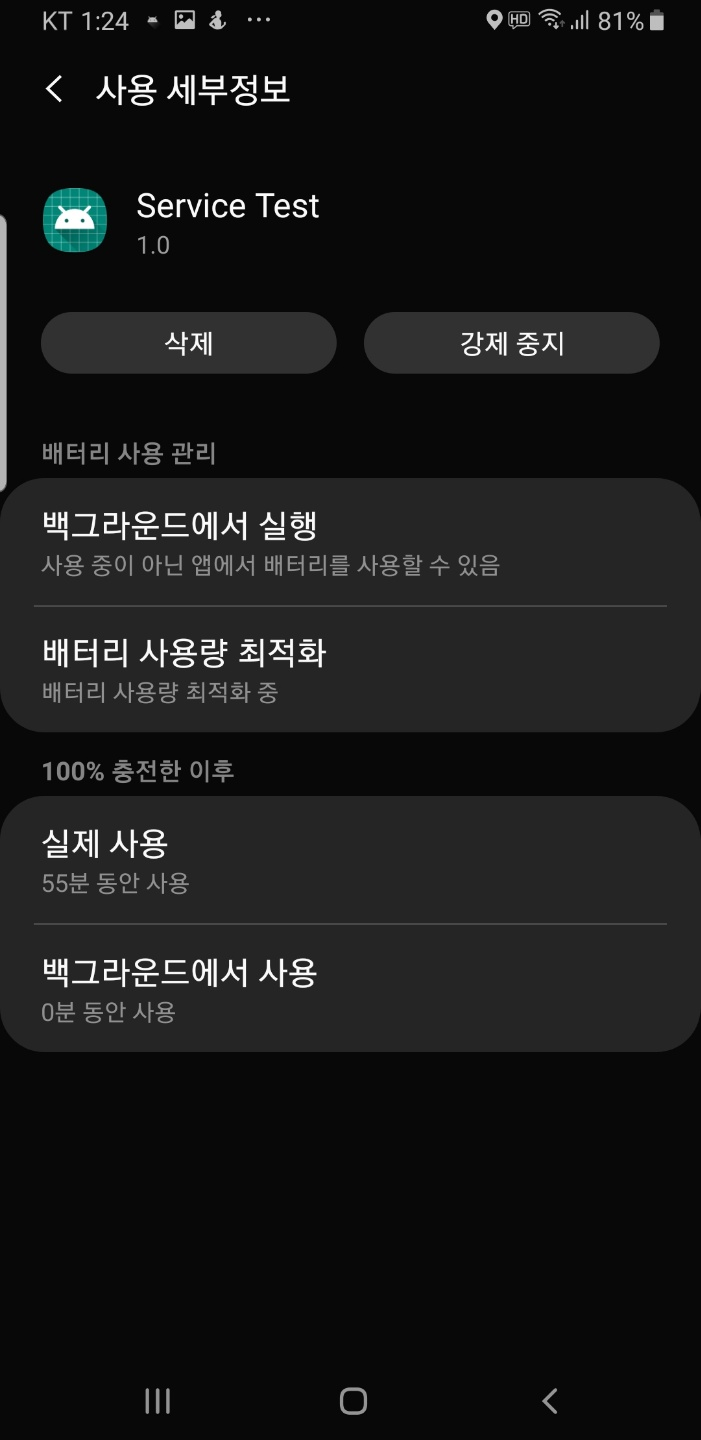 KT 1:24 HD 81%
사용 세부정보
Service Test
1.0
삭제 강제 중지
배터리 사용 관리
백그라운드에서 실행
사용 중이 아닌 앱에서 배터리를 사용할 수 있음
배터리 사용량 최적화
배터리 사용량 최적화 중
100% 충전한 이후
실제 사용
55분 동안 사용
백그라운드에서 사용
0분 동안 사용